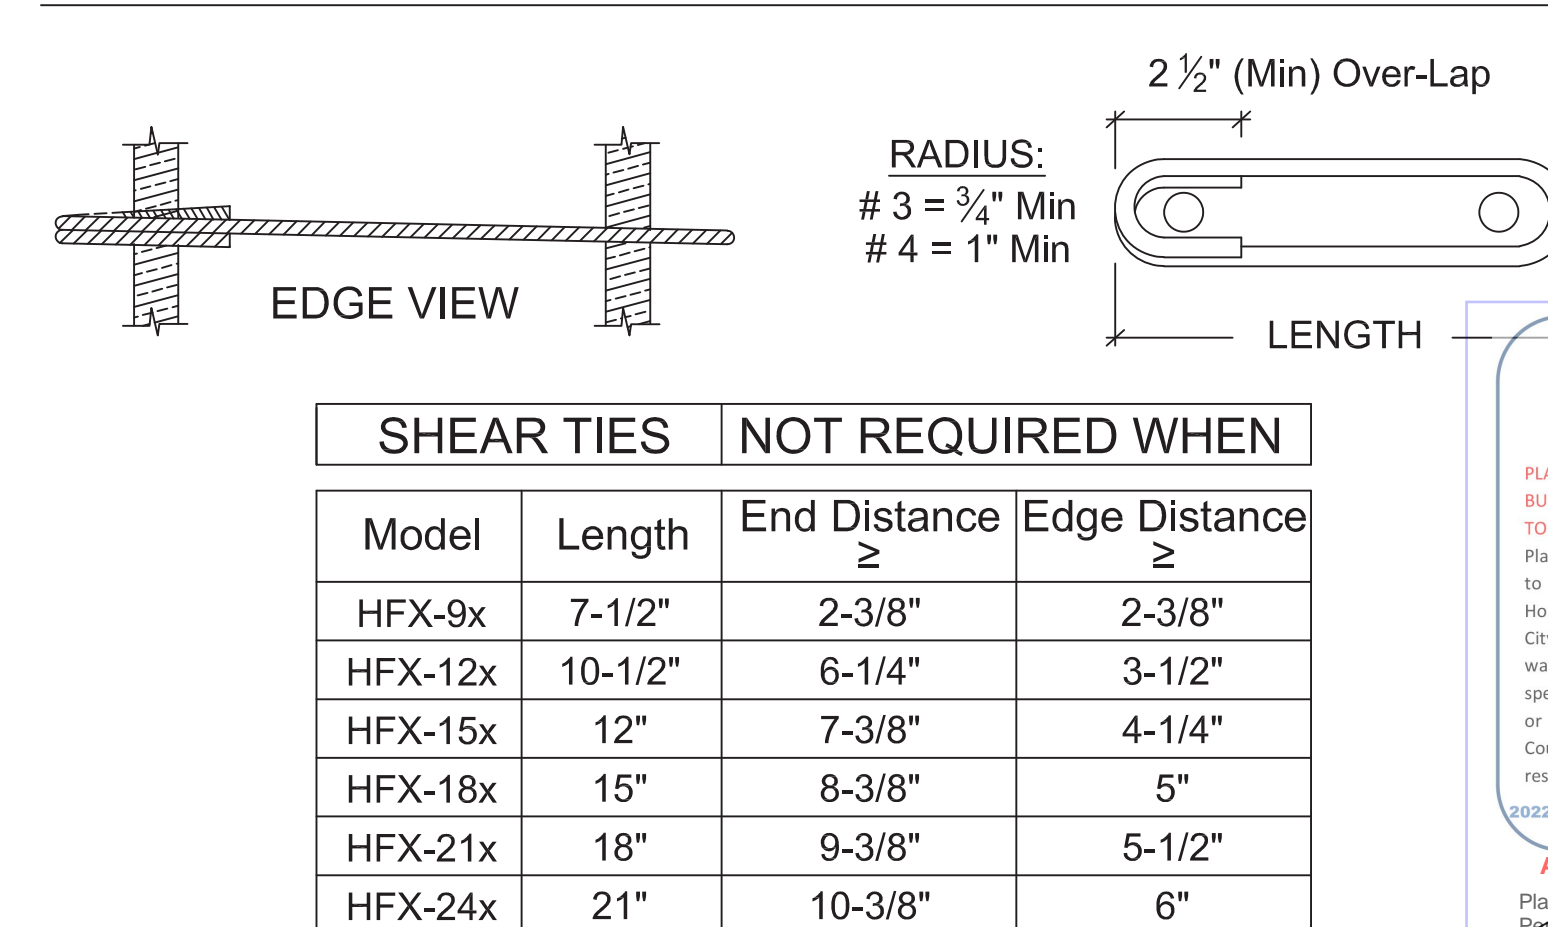 2 ½" (Min) Over-Lap
RADIUS:
# 3 = ¾" Min
# 4 = 1" Min
EDGE VIEW
LENGTH
SHEAR TIES NOT REQUIRED WHEN
Model Length End Distance ≥ Edge Distance ≥
HFX-9x 7-1/2" 2-3/8" 2-3/8"
HFX-12x 10-1/2" 6-1/4" 3-1/2"
HFX-15x 12" 7-3/8" 4-1/4"
HFX-18x 15" 8-3/8" 5"
HFX-21x 18" 9-3/8" 5-1/2"
HFX-24x 21" 10-3/8" 6"
TO
to
or
2022